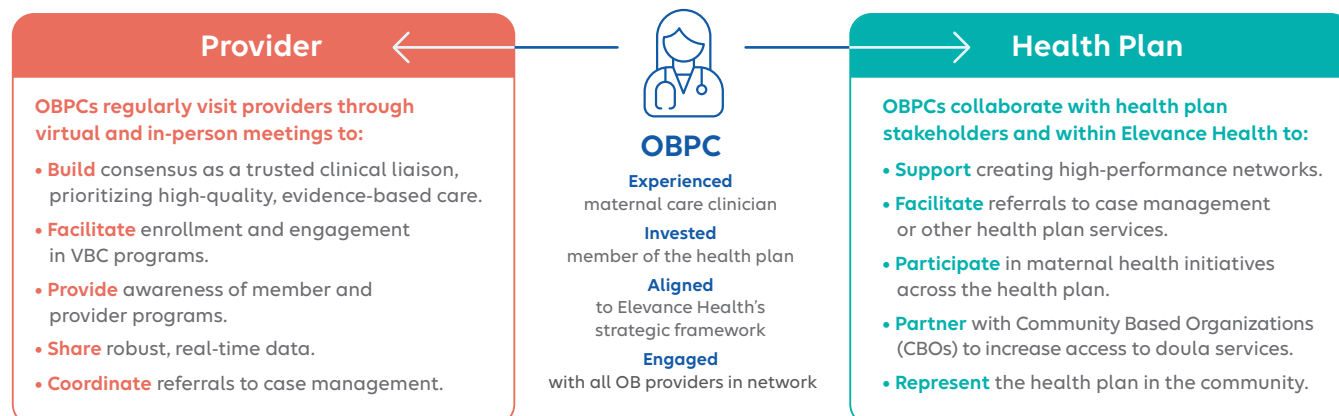 Provider
OBPCs regularly visit providers through
virtual and in-person meetings to:
• Build consensus as a trusted clinical liaison,
prioritizing high-quality, evidence-based care.
• Facilitate enrollment and engagement
in VBC programs.
• Provide awareness of member and
provider programs.
• Share robust, real-time data.
• Coordinate referrals to case management.
OBPC
Experienced
maternal care clinician
Invested
member of the health plan
Aligned
to Elevance Health’s
strategic framework
Engaged
with all OB providers in network
Health Plan
OBPCs collaborate with health plan
stakeholders and within Elevance Health to:
• Support creating high-performance networks.
• Facilitate referrals to case management
or other health plan services.
• Participate in maternal health initiatives
across the health plan.
• Partner with Community Based Organizations
(CBOs) to increase access to doula services.
• Represent the health plan in the community.